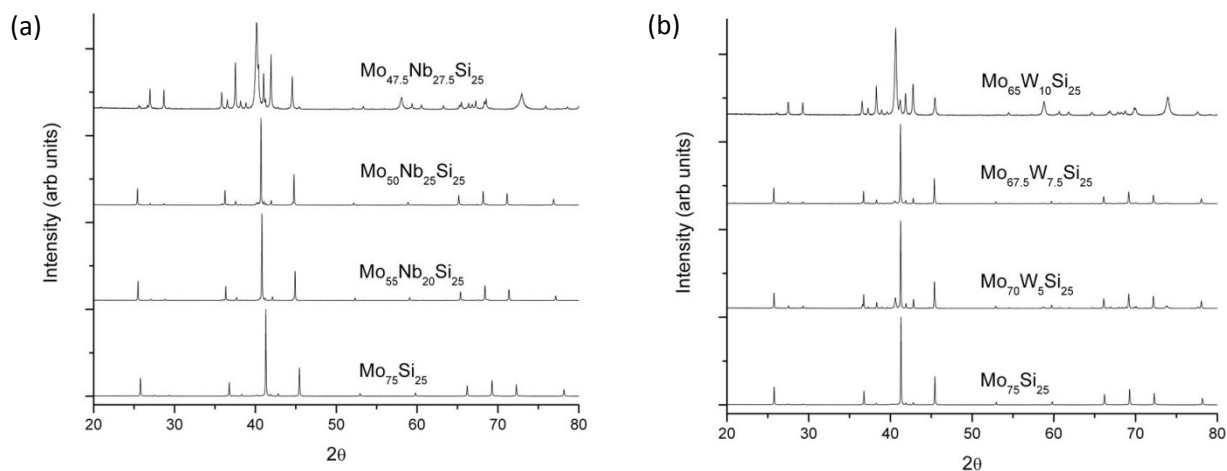 (a)
Intensity (arb units)
Mo₄₇.₅Nb₂₇.₅Si₂₅
Mo₅₀Nb₂₅Si₂₅
Mo₅₅Nb₂₀Si₂₅
Mo₇₅Si₂₅
20 30 40 50 60 70 80
2θ
(b)
Intensity (arb units)
Mo₆₅W₁₀Si₂₅
Mo₆₇.₅W₇.₅Si₂₅
Mo₇₀W₅Si₂₅
Mo₇₅Si₂₅
20 30 40 50 60 70 80
2θ